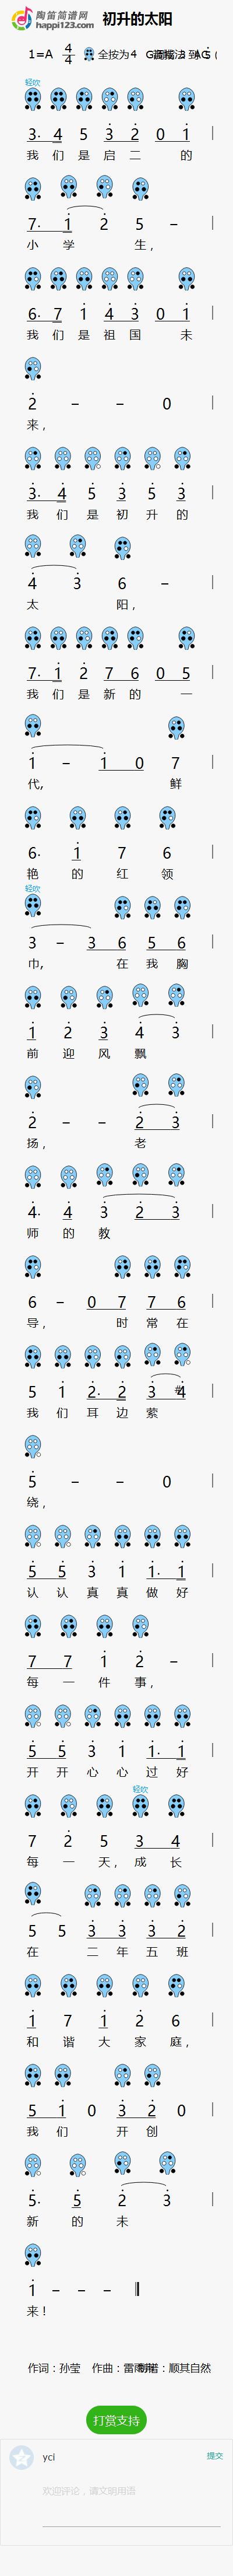 陶笛简谱网
happi123.com
初升的太阳
1=A 4/4 全按为4
轻吹
3. 4 5 3 2 0 1
我 们 是 启 二 的
7. 1 2 5 –
小 学 生，
6. 7 1 4 3 0 1
我 们 是 祖 国 未
2 – – 0
来，
3. 4 5 3 5 3
我 们 是 初 升 的
4 3 6 –
太 阳，
7. 1 2 7 6 0 5
我 们 是 新 的 一
1 – 1 0 7
代, 鲜
6. 1 7 6
艳 的 红 领
轻吹
3 – 3 6 5 6
巾, 在 我 胸
1 2 3 4 3
前 迎 风 飘
2 – – 2 3
扬， 老
4. 4 3 2 3
师 的 教
6 – 0 7 7 6
导， 时 常 在
5 1 2. 2 3 #4
我 们 耳 边 萦
5 – – 0
绕，
5 5 3 1 1. 1
认 认 真 真 做 好
7 7 1 2 –
每 一 件 事，
5 5 3 1 1. 1
开 开 心 心 过 好
轻吹
7 2 5 3 4
每 一 天，成 长
5 5 3 3 3 2
在 二 年 五 班
1 7 1 2 6
和 谐 大 家 庭，
5 1 0 3 2 0
我 们 开 创
5. 5 2 3
新 的 未
1 – – –
来！
作词：孙莹 作曲：雷雨声 制谱：顺其自然
打赏支持
yci 提交
欢迎评论，请文明用语